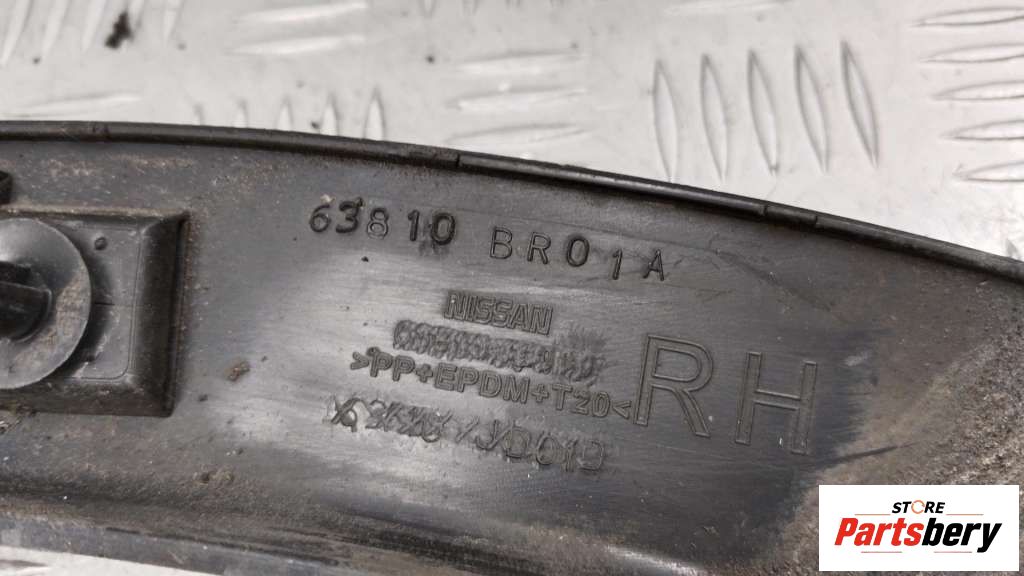 63810 BR01A
NISSAN
>PP+EPDM+T20<
RH
STORE
Partsbery